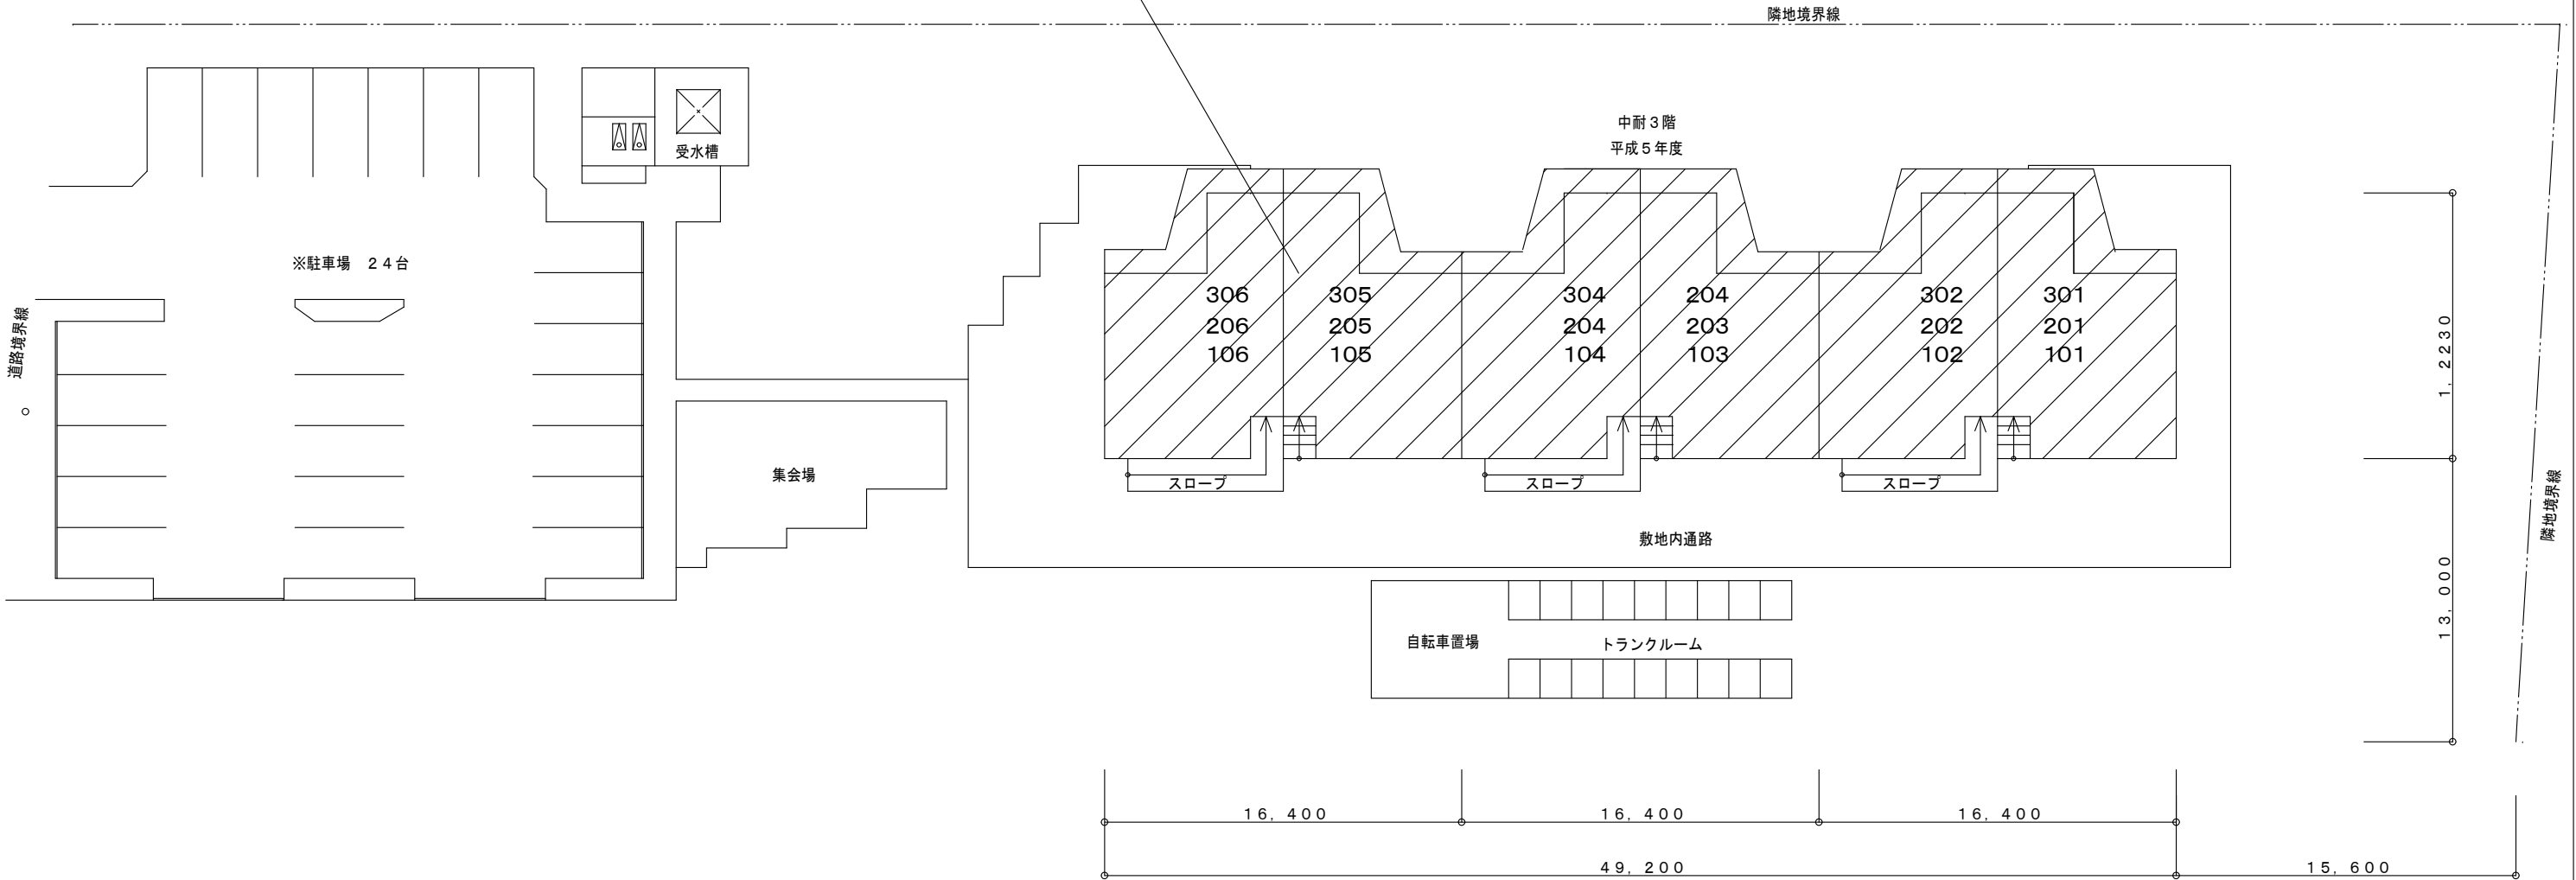 隣地境界線
中耐３階
平成５年度
受水槽
※駐車場　２４台
道路境界線
306
305
304
204
302
301
206
205
204
203
202
201
106
105
104
103
102
101
１，２２３０
スロープ
スロープ
スロープ
集会場
敷地内通路
隣地境界線
１３，０００
自転車置場
トランクルーム
１６，４００
１６，４００
１６，４００
４９，２００
１５，６００